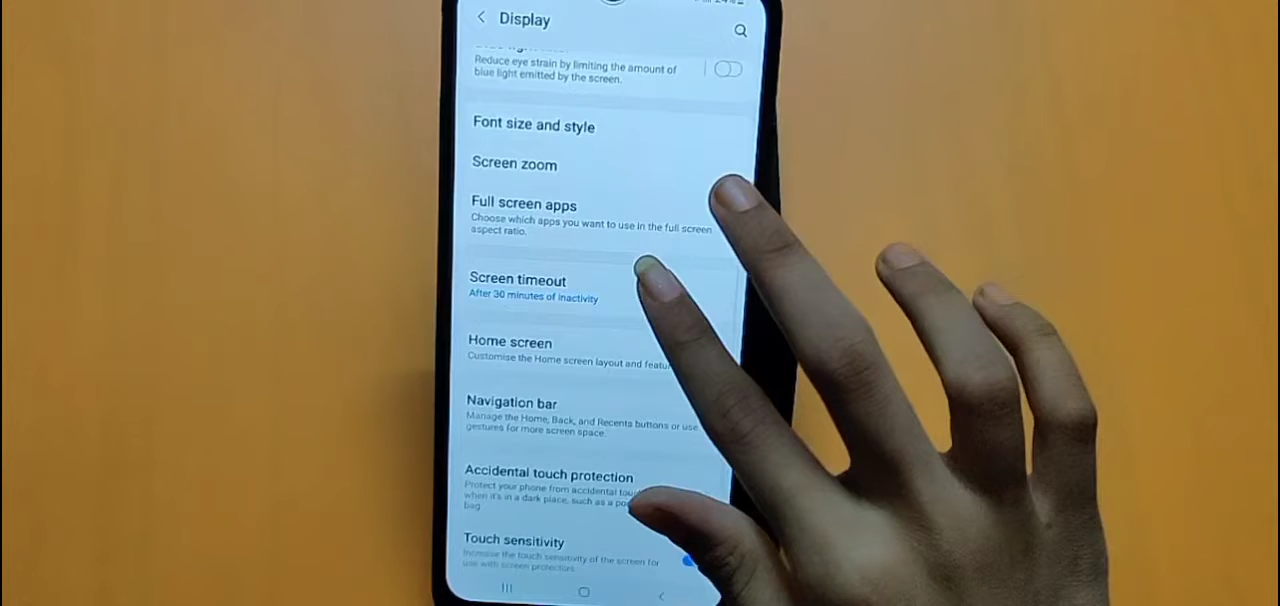 Display
Reduce eye strain by limiting the amount of
blue light emitted by the screen.
Font size and style
Screen zoom
Full screen apps
Choose which apps you want to use in the full screen
aspect ratio.
Screen timeout
After 30 minutes of inactivity
Home screen
Customise the Home screen layout and
Navigation bar
Manage the Home, Back, and Recents buttons or use
gestures for more screen space.
Accidental touch protection
Protect your phone from accidental
when it's in a dark place, such as a
bag.
Touch sensitivity
Increase the touch sensitivity of the screen for
use with screen protectors.